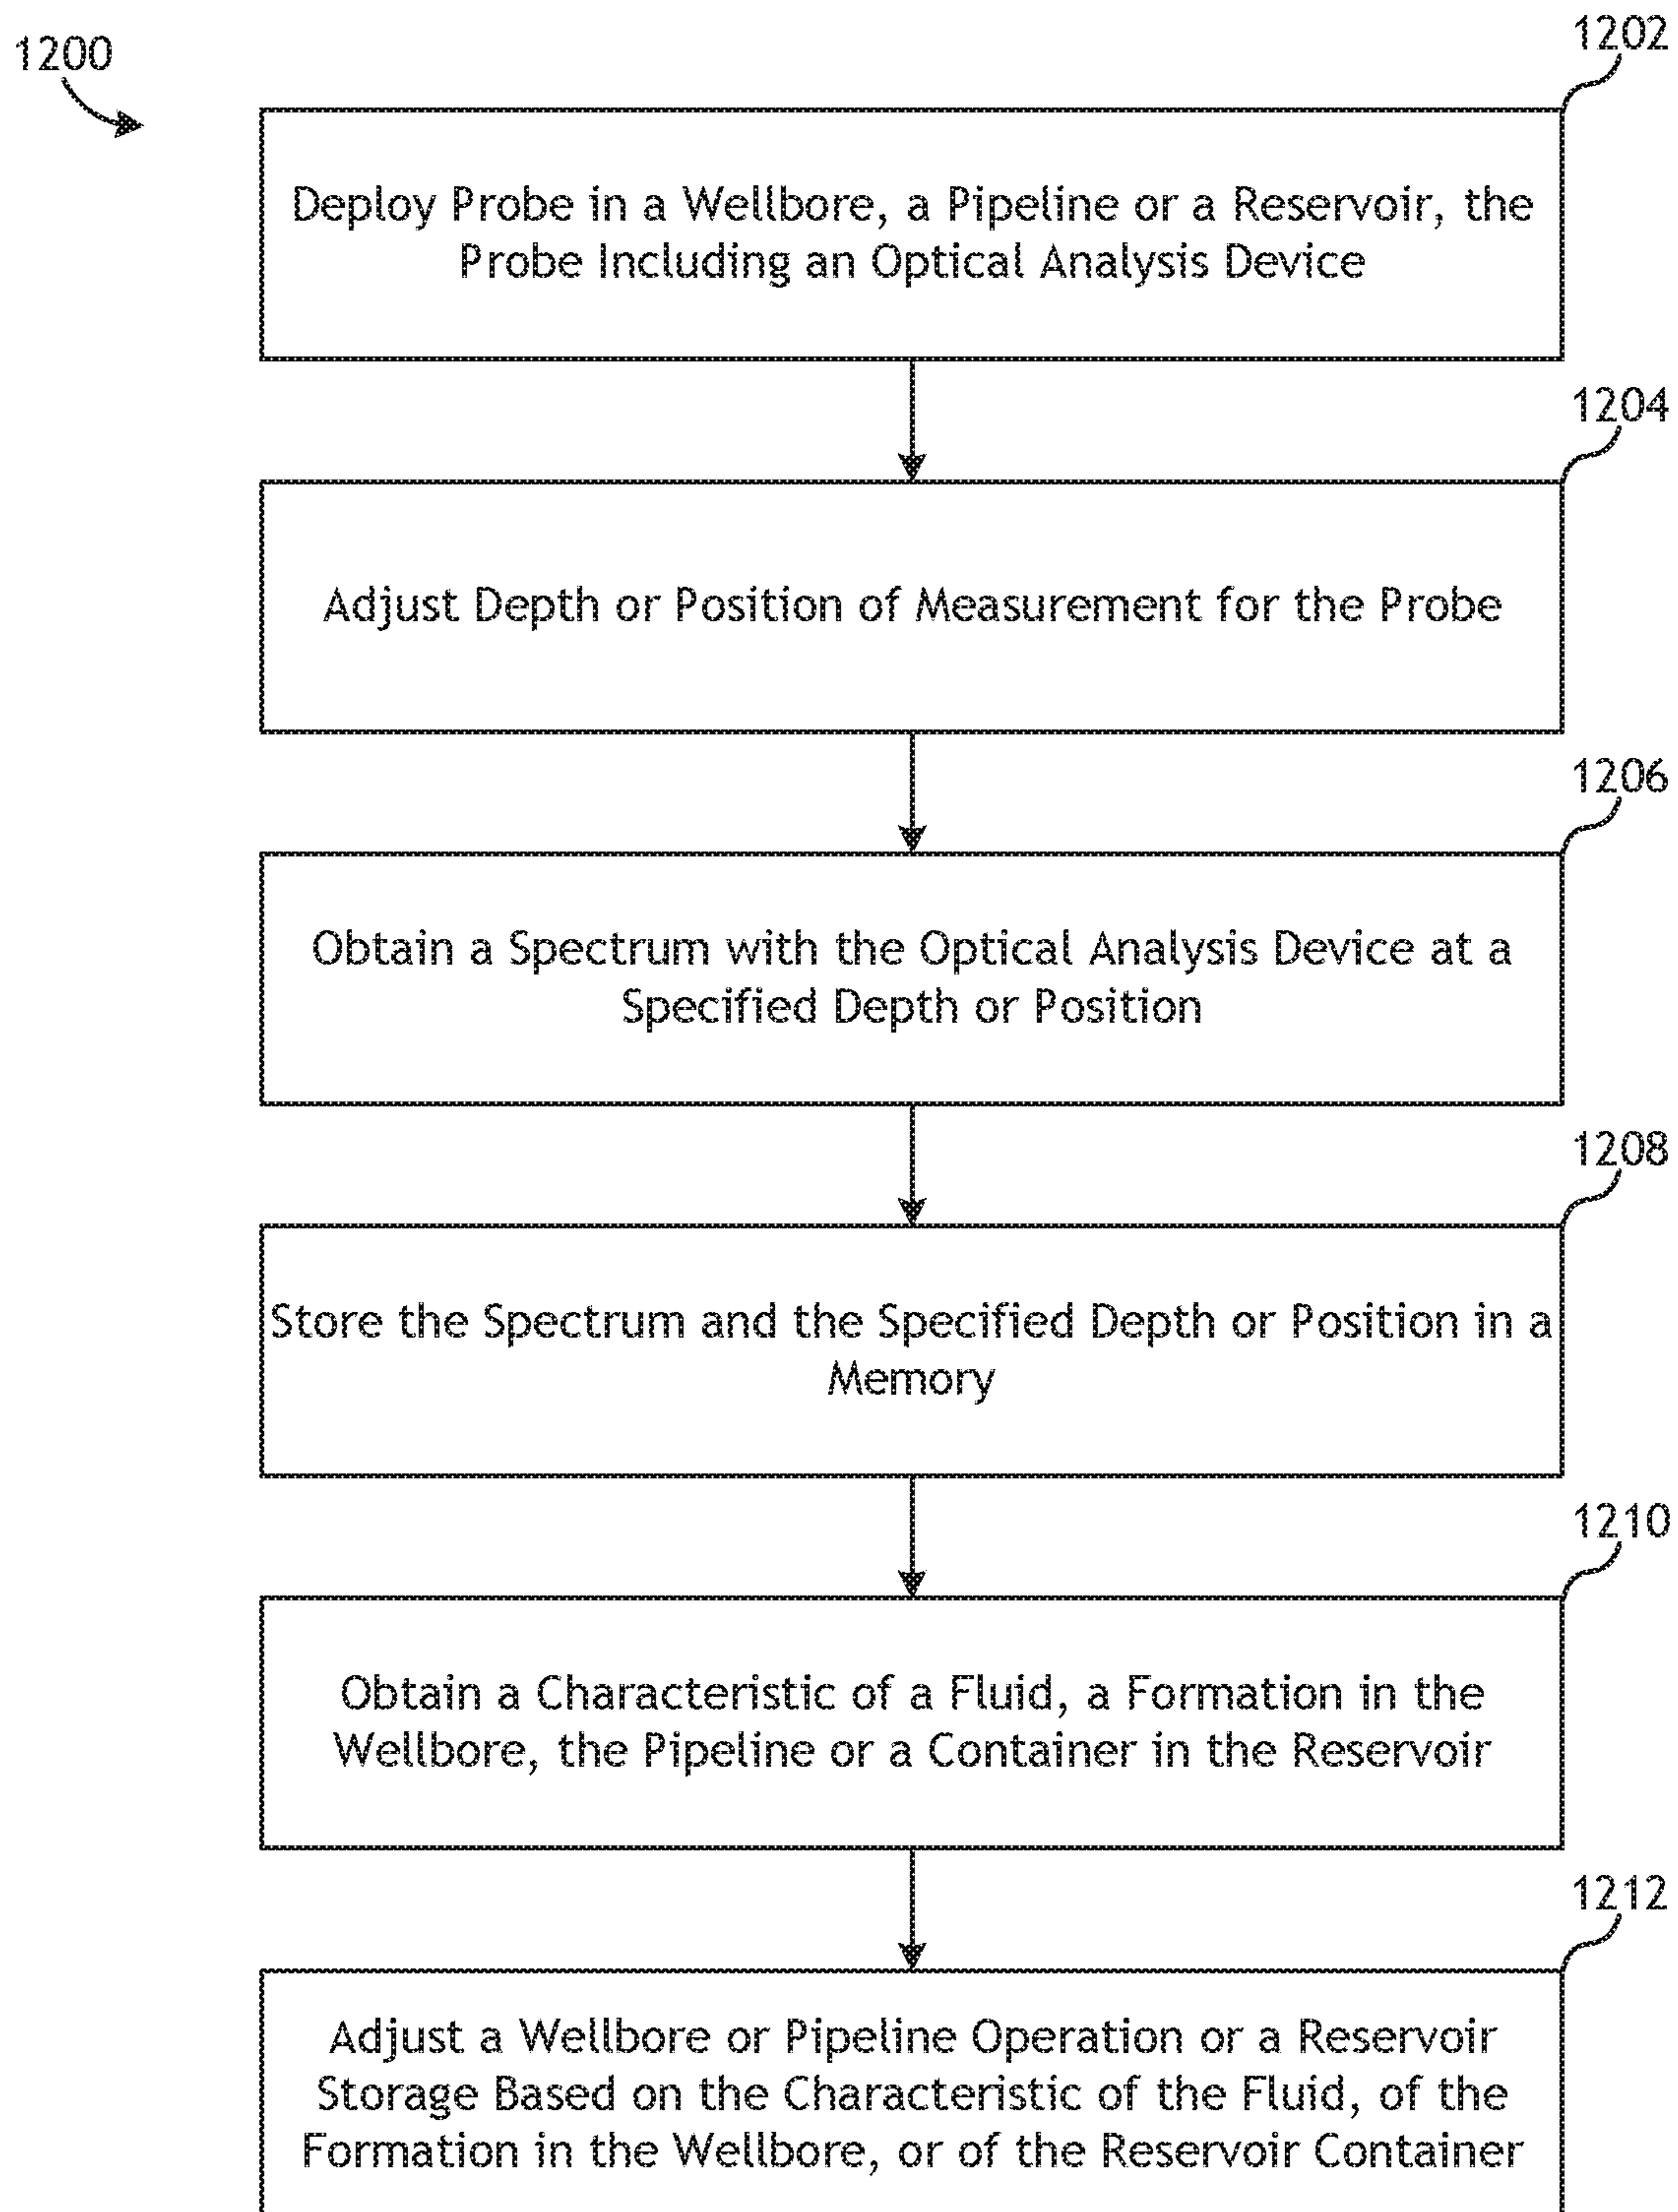 1200
1202
Deploy Probe in a Wellbore, a Pipeline or a Reservoir, the
Probe Including an Optical Analysis Device
1204
Adjust Depth or Position of Measurement for the Probe
1206
Obtain a Spectrum with the Optical Analysis Device at a
Specified Depth or Position
1208
Store the Spectrum and the Specified Depth or Position in a
Memory
1210
Obtain a Characteristic of a Fluid, a Formation in the
Wellbore, the Pipeline or a Container in the Reservoir
1212
Adjust a Wellbore or Pipeline Operation or a Reservoir
Storage Based on the Characteristic of the Fluid, of the
Formation in the Wellbore, or of the Reservoir Container